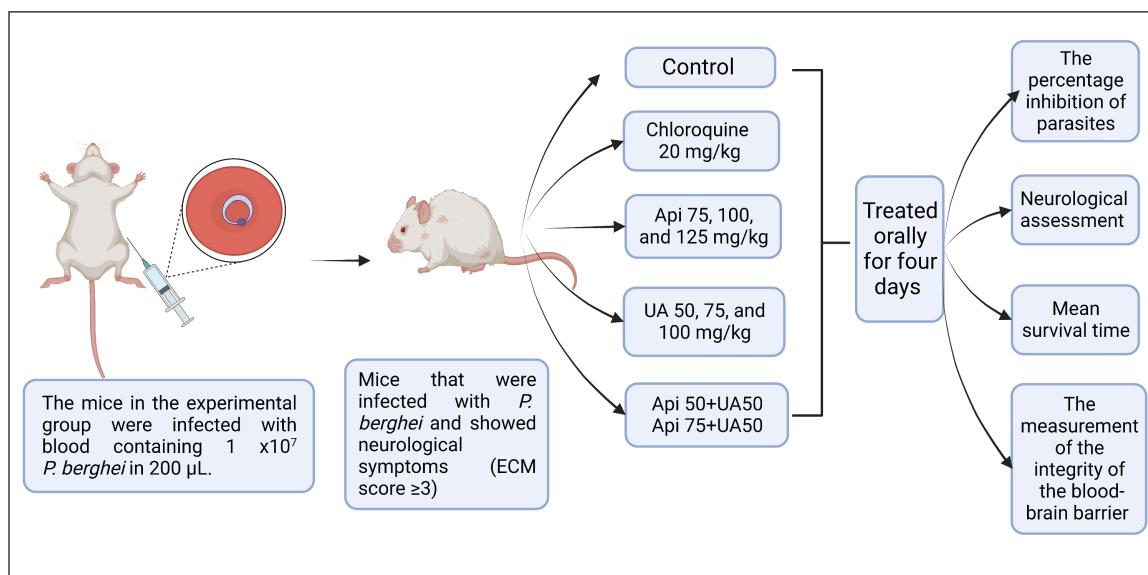 The mice in the experimental
group were infected with
blood containing 1 x10⁷
P. berghei in 200 µL.
Mice that were
infected with P.
berghei and showed
neurological
symptoms (ECM
score ≥3)
Control
Chloroquine
20 mg/kg
Api 75, 100,
and 125 mg/kg
UA 50, 75, and
100 mg/kg
Api 50+UA50
Api 75+UA50
Treated
orally
for four
days
The
percentage
inhibition of
parasites
Neurological
assessment
Mean
survival time
The
measurement
of the
integrity of
the blood-
brain barrier